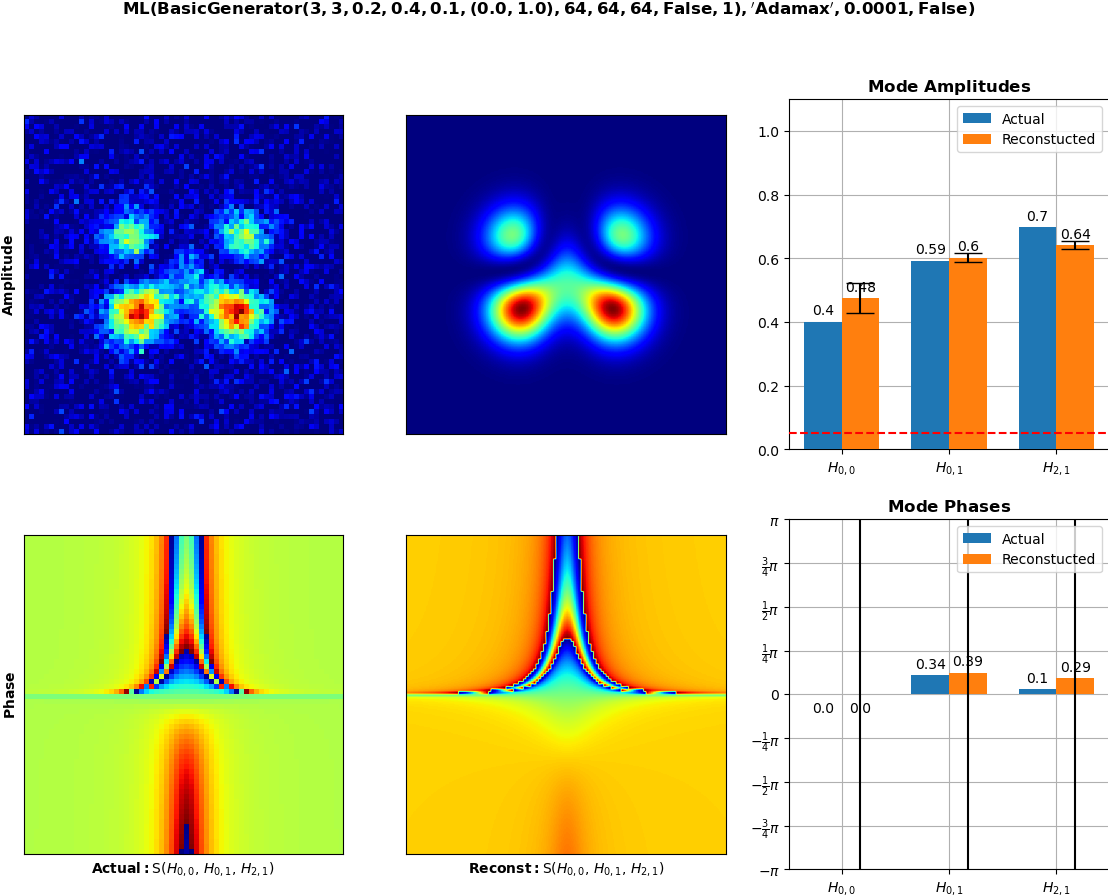 ML(BasicGenerator(3, 3, 0.2, 0.4, 0.1, (0.0, 1.0), 64, 64, 64, False, 1), ′Adamax′, 0.0001, False)
Amplitude
Mode Amplitudes
Actual
Reconstucted
1.0
0.8
0.6
0.4
0.2
0.0
0.4
0.48
0.59
0.6
0.7
0.64
H0,0
H0,1
H2,1
Phase
Actual: S(H0,0, H0,1, H2,1)
Reconst: S(H0,0, H0,1, H2,1)
Mode Phases
Actual
Reconstucted
π
3/4π
1/2π
1/4π
0
−1/4π
−1/2π
−3/4π
−π
0.0
0.0
0.34
0.39
0.1
0.29
H0,0
H0,1
H2,1